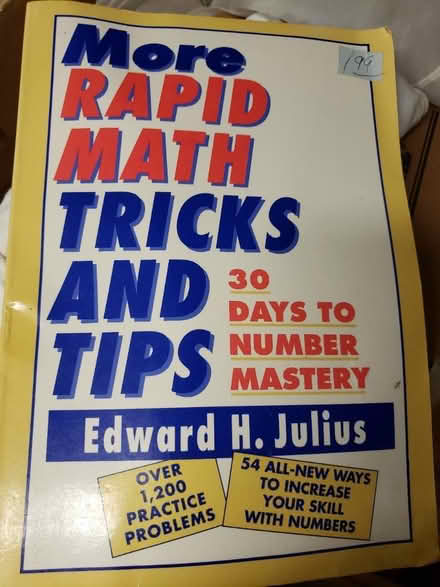 More
199
RAPID
MATH
TRICKS
AND
TIPS
30
DAYS TO
NUMBER
MASTERY
Edward H. Julius
OVER
1,200
PRACTICE
PROBLEMS
54 ALL-NEW WAYS
TO INCREASE
YOUR SKILL
WITH NUMBERS